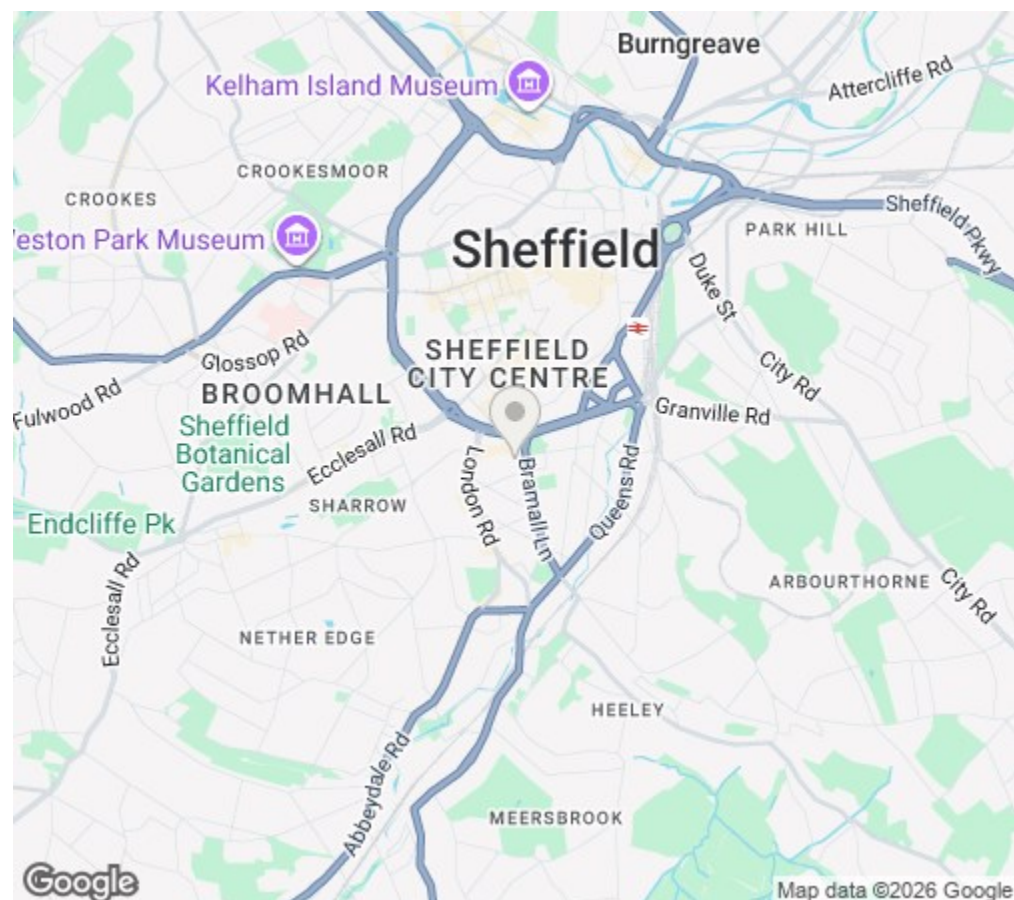 Burngreave
Kelham Island Museum
Attercliffe Rd
CROOKESMOOR
CROOKES
eston Park Museum
Sheffield
PARK HILL
Sheffield Pkwy
Duke St
SHEFFIELD
CITY CENTRE
Glossop Rd
City Rd
Fulwood Rd
BROOMHALL
Granville Rd
Sheffield
Botanical
Gardens
Ecclesall Rd
London Rd
Bramall Ln
Queens Rd
SHARROW
Endcliffe Pk
Ecclesall Rd
ARBOURTHORNE
City Rd
NETHER EDGE
HEELEY
Abbeydale Rd
MEERSBROOK
Google
Map data ©2026 Google